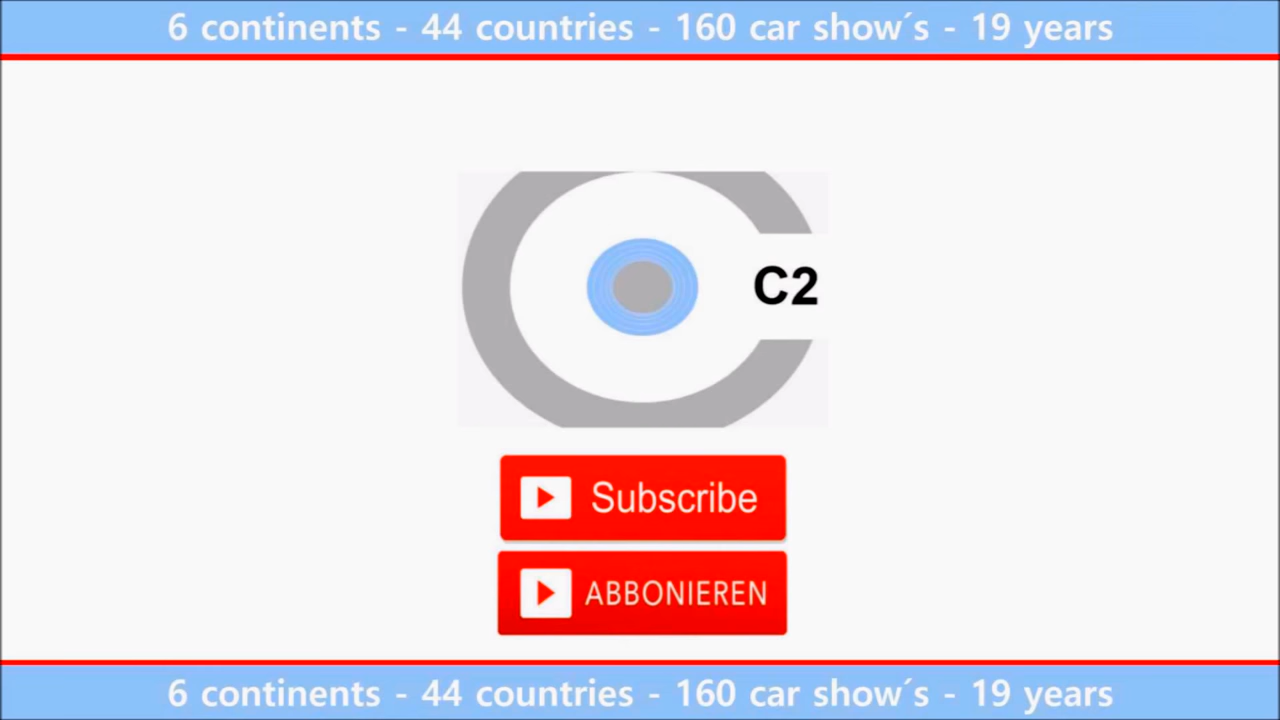 6 continents - 44 countries - 160 car show´s - 19 years
C2
Subscribe
ABBONIEREN
6 continents - 44 countries - 160 car show´s - 19 years